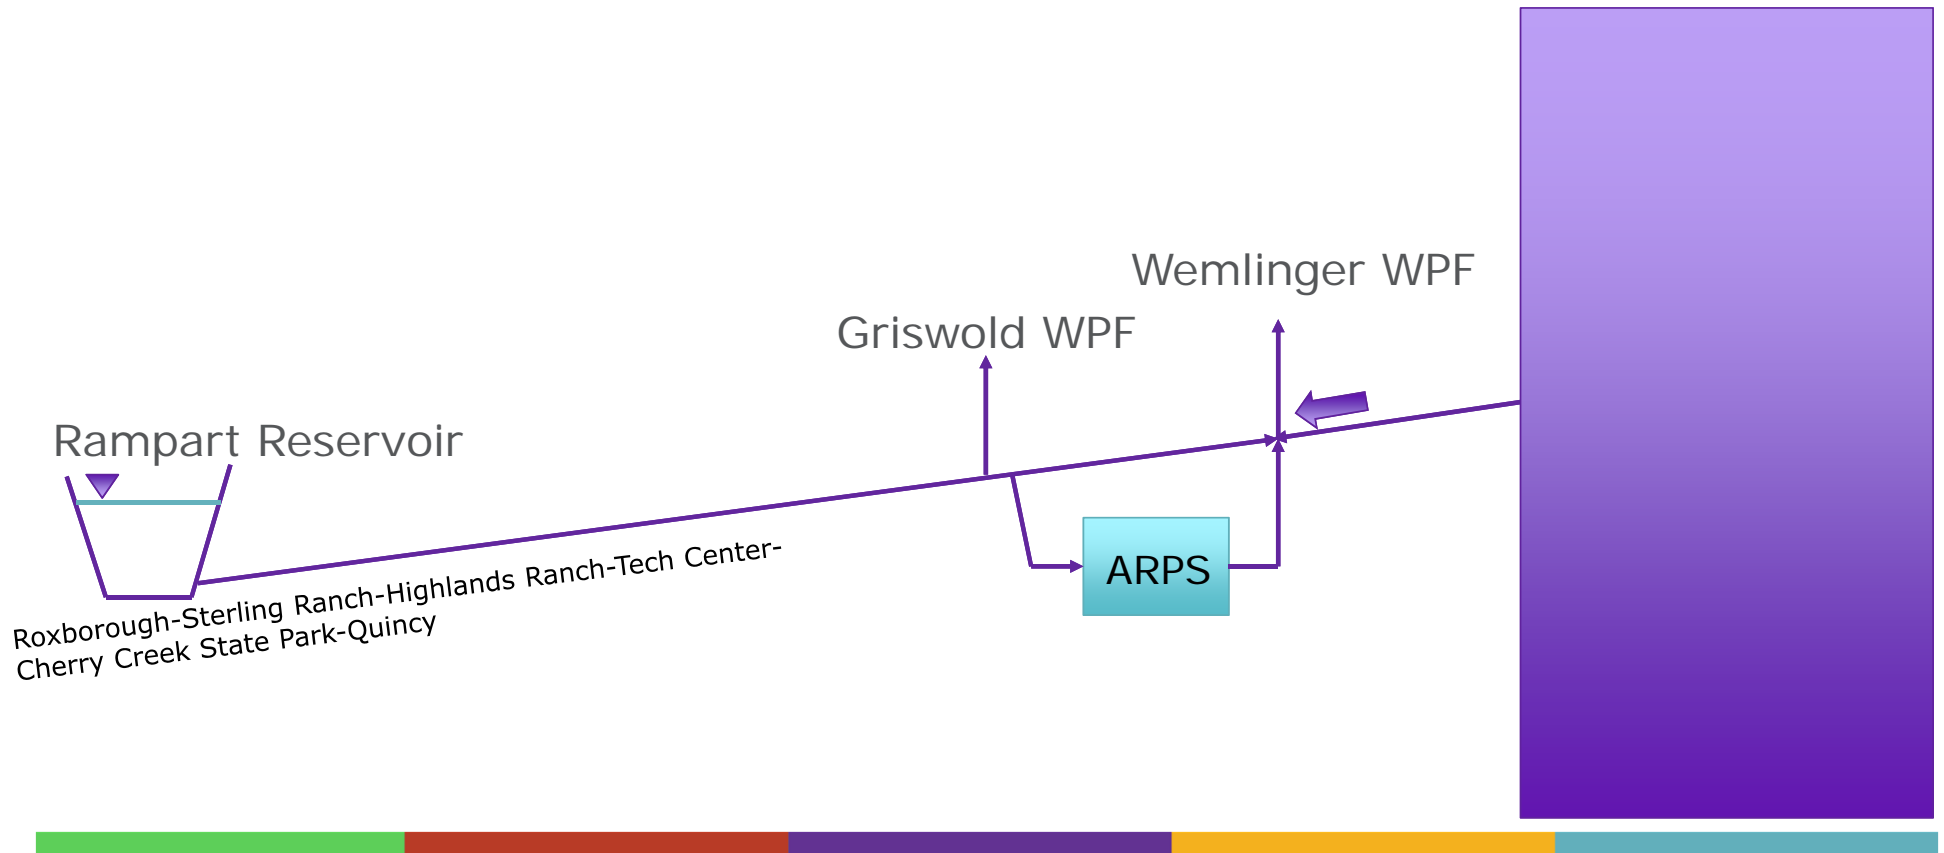 Wemlinger WPF
Griswold WPF
Rampart Reservoir
ARPS
Roxborough-Sterling Ranch-Highlands Ranch-Tech Center-
Cherry Creek State Park-Quincy